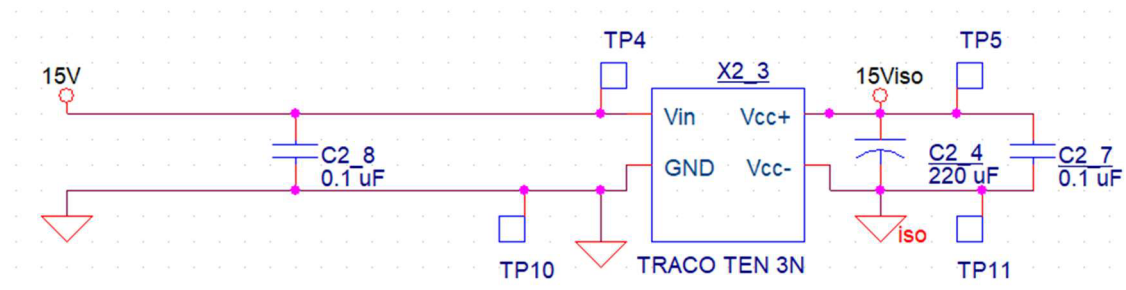 TP4
TP5
15V
X2_3
15Viso
Vin
Vcc+
C2_8
0.1 uF
GND
Vcc-
C2_4
220 uF
C2_7
0.1 uF
iso
TP10
TRACO TEN 3N
TP11